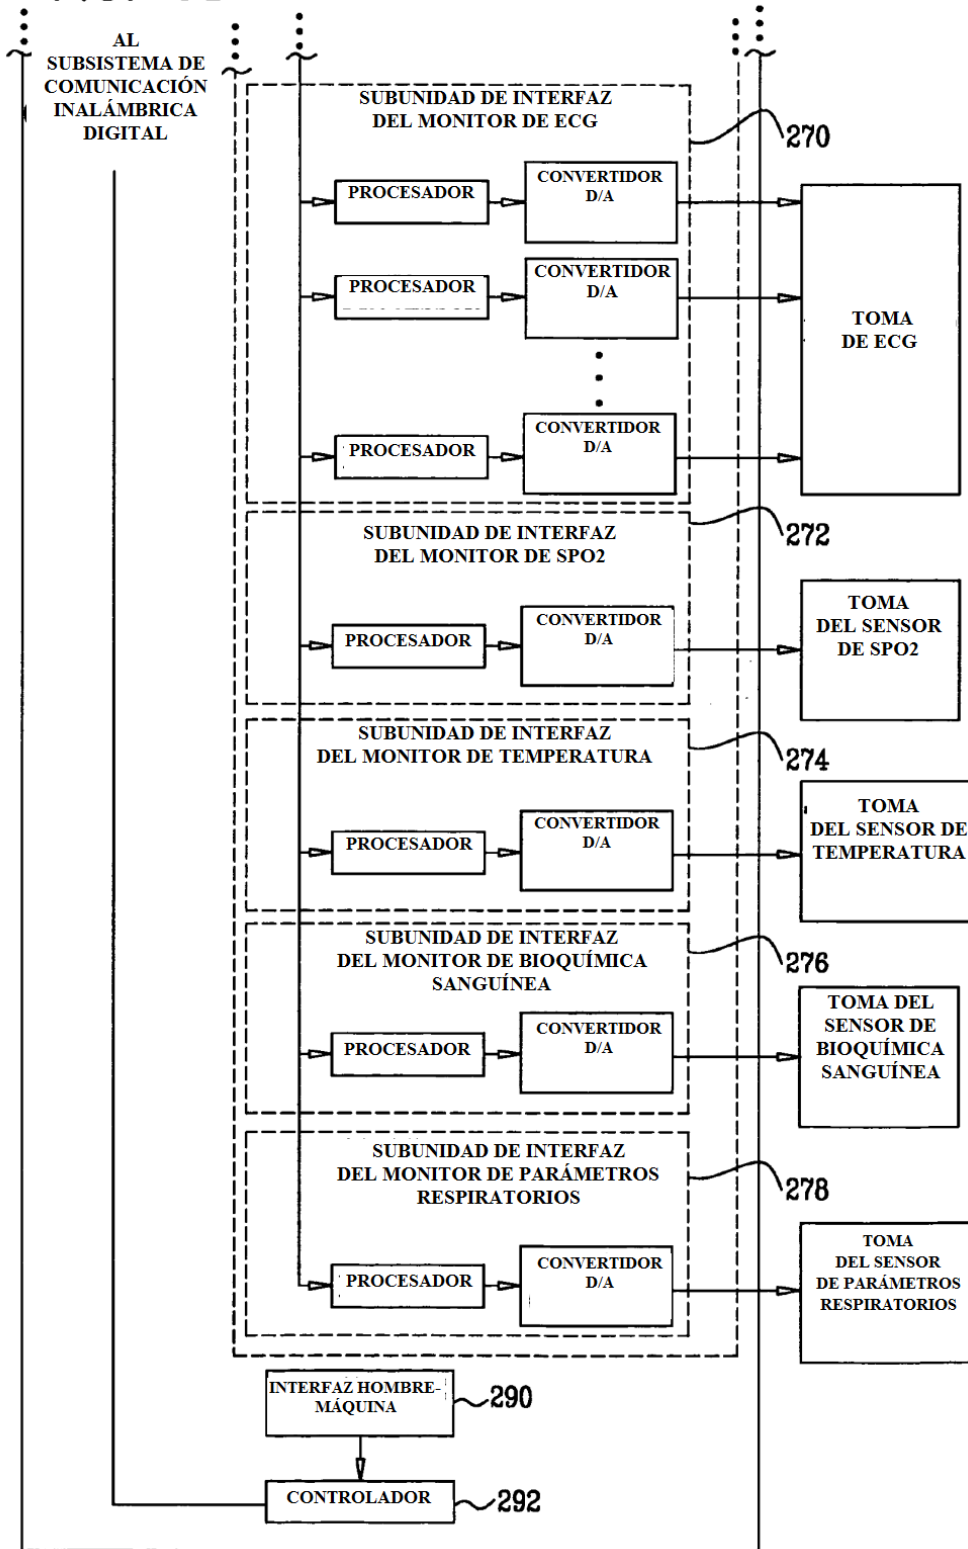 AL
SUBSISTEMA DE
COMUNICACIÓN
INALÁMBRICA
DIGITAL
SUBUNIDAD DE INTERFAZ
DEL MONITOR DE ECG
270
PROCESADOR
CONVERTIDOR
D/A
PROCESADOR
CONVERTIDOR
D/A
TOMA
DE ECG
PROCESADOR
CONVERTIDOR
D/A
SUBUNIDAD DE INTERFAZ
DEL MONITOR DE SPO2
272
PROCESADOR
CONVERTIDOR
D/A
TOMA
DEL SENSOR
DE SPO2
SUBUNIDAD DE INTERFAZ
DEL MONITOR DE TEMPERATURA
274
PROCESADOR
CONVERTIDOR
D/A
TOMA
DEL SENSOR DE
TEMPERATURA
SUBUNIDAD DE INTERFAZ
DEL MONITOR DE BIOQUÍMICA
SANGUÍNEA
276
PROCESADOR
CONVERTIDOR
D/A
TOMA DEL
SENSOR DE
BIOQUÍMICA
SANGUÍNEA
SUBUNIDAD DE INTERFAZ
DEL MONITOR DE PARÁMETROS
RESPIRATORIOS
278
PROCESADOR
CONVERTIDOR
D/A
TOMA
DEL SENSOR
DE PARÁMETROS
RESPIRATORIOS
INTERFAZ HOMBRE-
MÁQUINA
290
CONTROLADOR
292